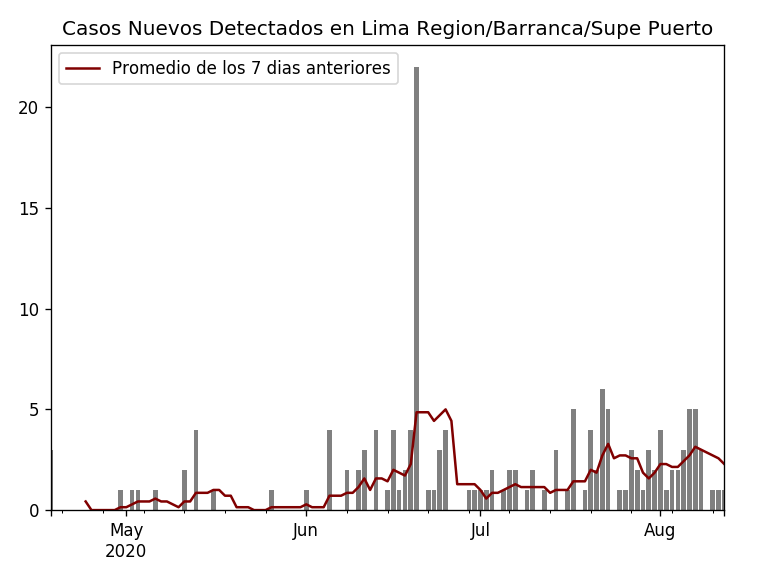 Casos Nuevos Detectados en Lima Region/Barranca/Supe Puerto
Promedio de los 7 dias anteriores
20
15
10
5
0
May
2020
Jun
Jul
Aug